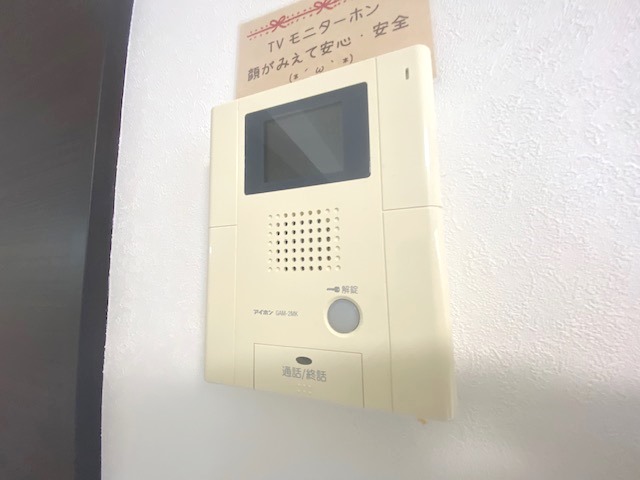 TVモニターホン
顔がみえて安心・安全
(*・ω・*)
解錠
アイホン
通話/終話